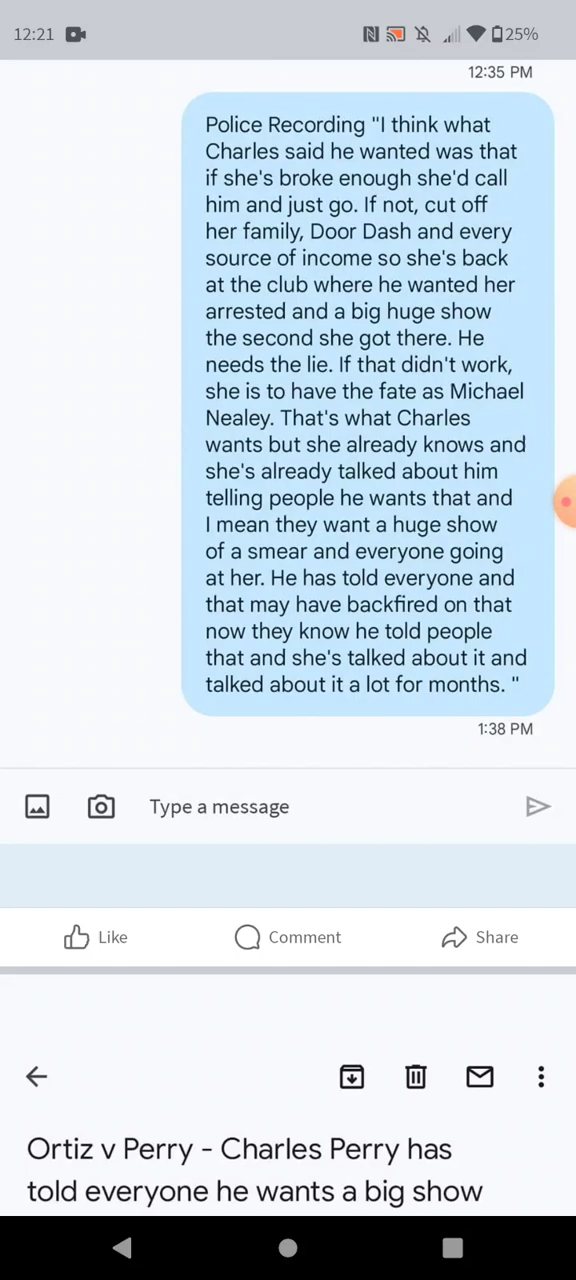 12:21
25%
12:35 PM
Police Recording "I think what
Charles said he wanted was that
if she's broke enough she'd call
him and just go. If not, cut off
her family, Door Dash and every
source of income so she's back
at the club where he wanted her
arrested and a big huge show
the second she got there. He
needs the lie. If that didn't work,
she is to have the fate as Michael
Nealey. That's what Charles
wants but she already knows and
she's already talked about him
telling people he wants that and
I mean they want a huge show
of a smear and everyone going
at her. He has told everyone and
that may have backfired on that
now they know he told people
that and she's talked about it and
talked about it a lot for months. "
1:38 PM
Type a message
Like
Comment
Share
Ortiz v Perry - Charles Perry has
told everyone he wants a big show